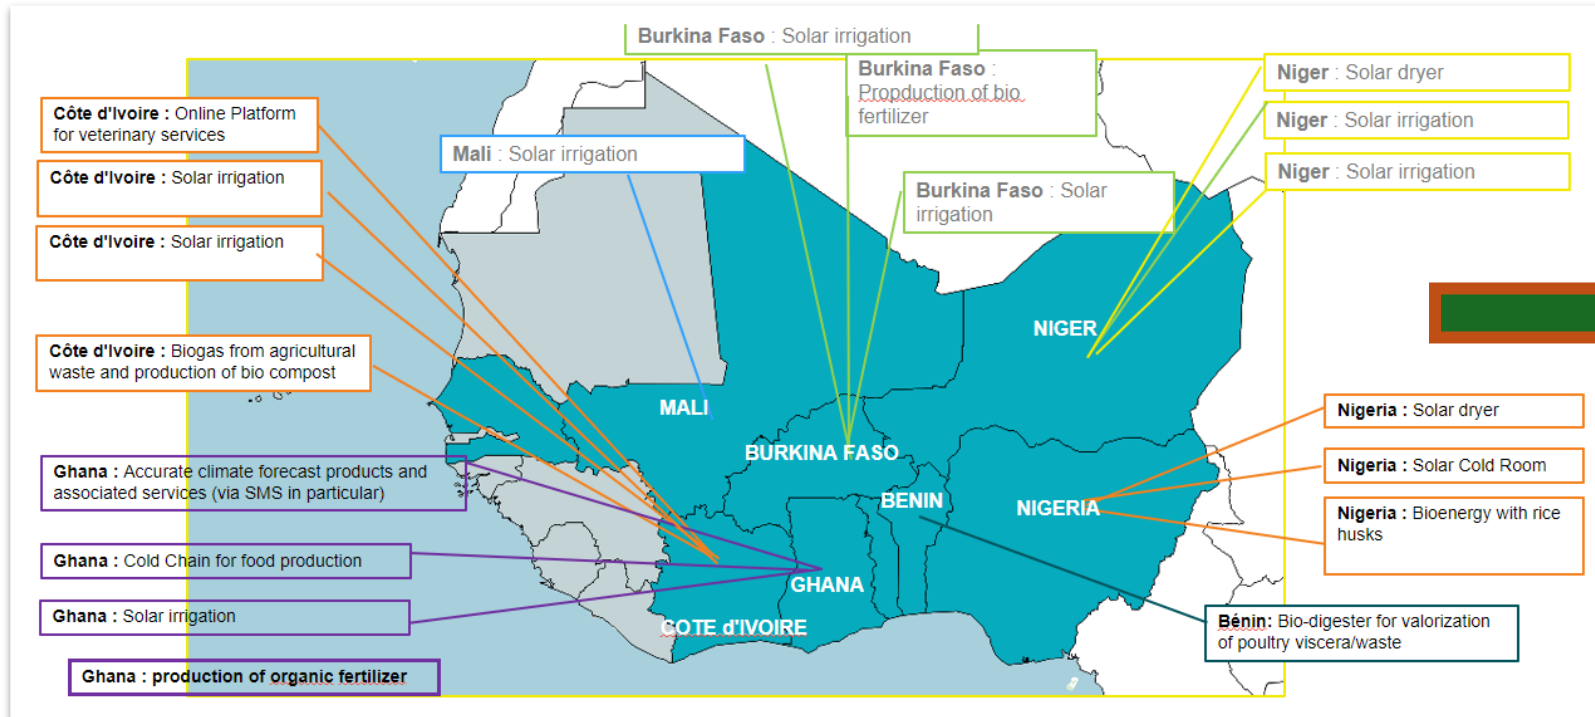 Burkina Faso : Solar irrigation
Burkina Faso :
Propduction of bio
fertilizer
Niger : Solar dryer
Niger : Solar irrigation
Niger : Solar irrigation
Côte d'Ivoire : Online Platform
for veterinary services
Mali : Solar irrigation
Côte d'Ivoire : Solar irrigation
Burkina Faso : Solar
irrigation
Côte d'Ivoire : Solar irrigation
Côte d'Ivoire : Biogas from agricultural
waste and production of bio compost
NIGER
MALI
BURKINA FASO
BENIN
NIGERIA
GHANA
COTE d'IVOIRE
Nigeria : Solar dryer
Nigeria : Solar Cold Room
Nigeria : Bioenergy with rice
husks
Ghana : Accurate climate forecast products and
associated services (via SMS in particular)
Ghana : Cold Chain for food production
Ghana : Solar irrigation
Bénin: Bio-digester for valorization
of poultry viscera/waste
Ghana : production of organic fertilizer